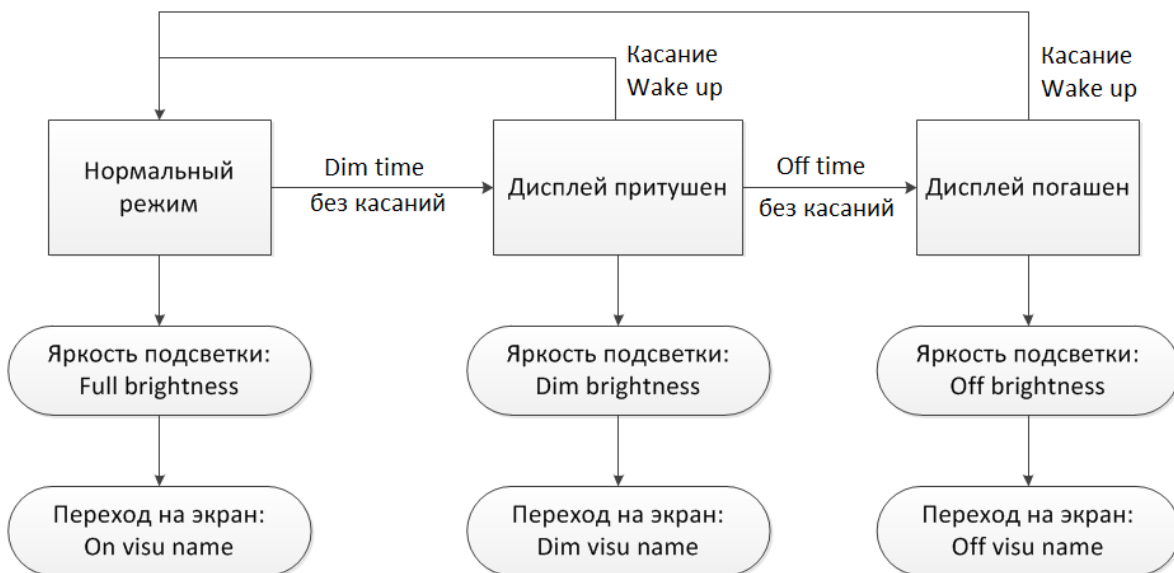 Касание
Wake up
Касание
Wake up
Нормальный
режим
Dim time
без касаний
Дисплей притушен
Off time
без касаний
Дисплей погашен
Яркость подсветки:
Full brightness
Яркость подсветки:
Dim brightness
Яркость подсветки:
Off brightness
Переход на экран:
On visu name
Переход на экран:
Dim visu name
Переход на экран:
Off visu name